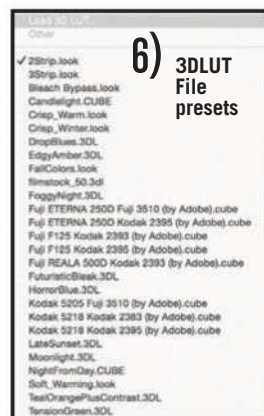 Load 3D LUT...
Other
✓ 2Strip.look
3Strip.look
Bleach Bypass.look
Candlelight.CUBE
Crisp_Warm.look
Crisp_Winter.look
DropBlues.3DL
EdgyAmber.3DL
FallColors.look
filmstock_50.3dl
FoggyNight.3DL
Fuji ETERNA 250D Fuji 3510 (by Adobe).cube
Fuji ETERNA 250D Kodak 2395 (by Adobe).cube
Fuji F125 Kodak 2393 (by Adobe).cube
Fuji F125 Kodak 2395 (by Adobe).cube
Fuji REALA 500D Kodak 2393 (by Adobe).cube
FuturisticBleak.3DL
HorrorBlue.3DL
Kodak 5205 Fuji 3510 (by Adobe).cube
Kodak 5218 Kodak 2383 (by Adobe).cube
Kodak 5218 Kodak 2395 (by Adobe).cube
LateSunset.3DL
Moonlight.3DL
NightFromDay.CUBE
Soft_Warming.look
TealOrangePlusContrast.3DL
TensionGreen.3DL
6) 3DLUT
File
presets